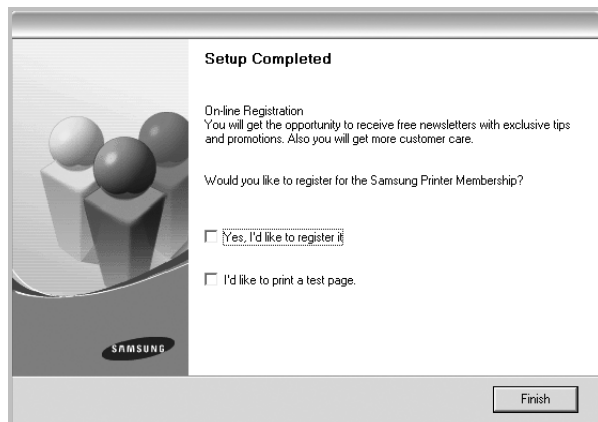 Setup Completed
On-line Registration
You will get the opportunity to receive free newsletters with exclusive tips
and promotions. Also you will get more customer care.
Would you like to register for the Samsung Printer Membership?
Yes, I'd like to register it
I'd like to print a test page.
SAMSUNG
Finish